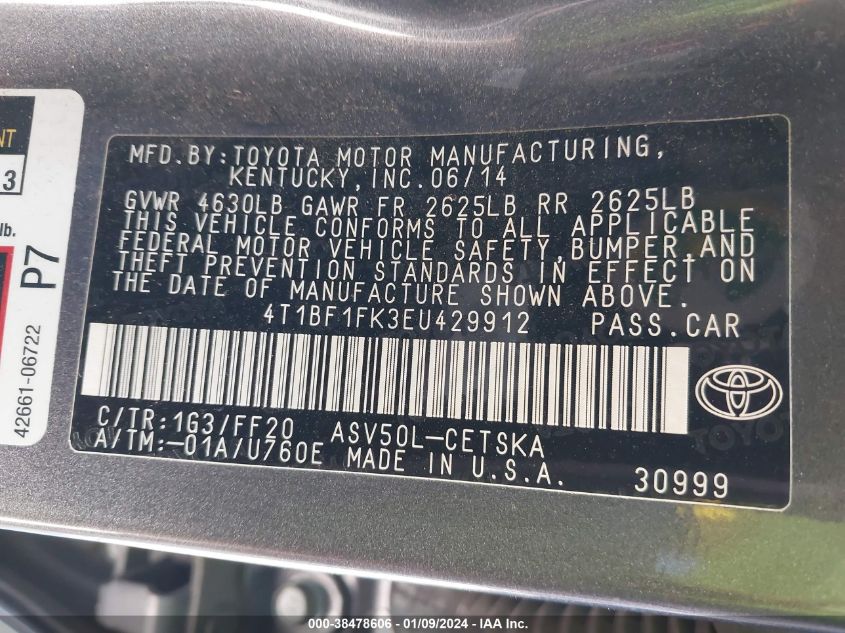 NT
3
lb.
P7
42661-06722
MFD.BY:TOYOTA MOTOR MANUFACTURING,
KENTUCKY,INC.06/14
GVWR 4630LB GAWR FR 2625LB RR 2625LB
THIS VEHICLE CONFORMS TO ALL APPLICABLE
FEDERAL MOTOR VEHICLE SAFETY,BUMPER,AND
THEFT PREVENTION STANDARDS IN EFFECT ON
THE DATE OF MANUFACTURE SHOWN ABOVE.
4T1BF1FK3EU429912 PASS.CAR
C/TR:1G3/FF20 ASV50L-CETSKA
A/TM:-01A/U760E MADE IN U.S.A. 30999
000-38478606 / 01/09/2024 - IAA Inc.